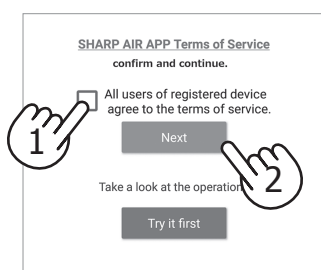 SHARP AIR APP Terms of Service
confirm and continue.
All users of registered device
agree to the terms of service.
1
Next
2
Take a look at the operation
Try it first